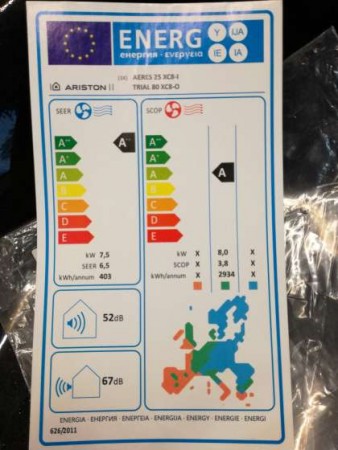 ENERG Y UA
енергия · ενεργεια IE IA
ARISTON
AERCS 25 XC8-I
TRIAL 80 XC8-O
SEER
SCOP
A++ A++
A+
A
B
C
D
E
A++
A+
A A
B
C
D
E
kW 7,5
SEER 6,5
kWh/annum 403
kW X 8,0 X
SCOP X 3,8 X
kWh/annum X 2934 X
52dB
67dB
ENERGIA · ЕНЕРГИЯ · ΕΝΕΡΓΕΙΑ · ENERGIJA · ENERGY · ENERGIE · ENERGI
626/2011